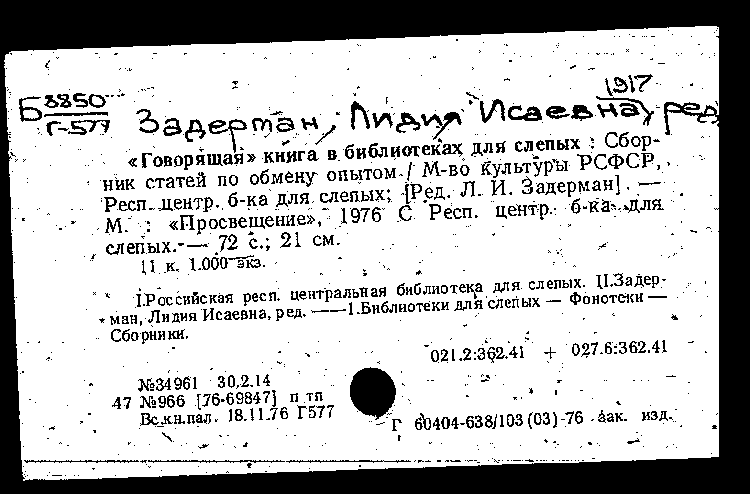 Б 8850
Г-577
1917
Задерман, Лидия Исаевна, ред.
«Говорящая» книга в библиотеках для слепых : Сбор-
ник статей по обмену опытом / М-во культуры РСФСР,
Респ. центр. б-ка для слепых; [Ред. Л. И. Задерман]. —
М. : «Просвещение», 1976 С Респ. центр. б-ка для
слепых. — 72 с.; 21 см.
11 к. 1.000 экз.
I.Российская респ. центральная библиотека для слепых. II.Задер-
ман, Лидия Исаевна, ред. ——1.Библиотеки для слепых — Фонотеки —
Сборники.
021.2:362.41 + 027.6:362.41
№34961 30.2.14
47 №966 [76-69847] п тп
Вс.кн.пал. 18.11.76 Г577
Г 60404-638/103 (03)-76 зак. изд.